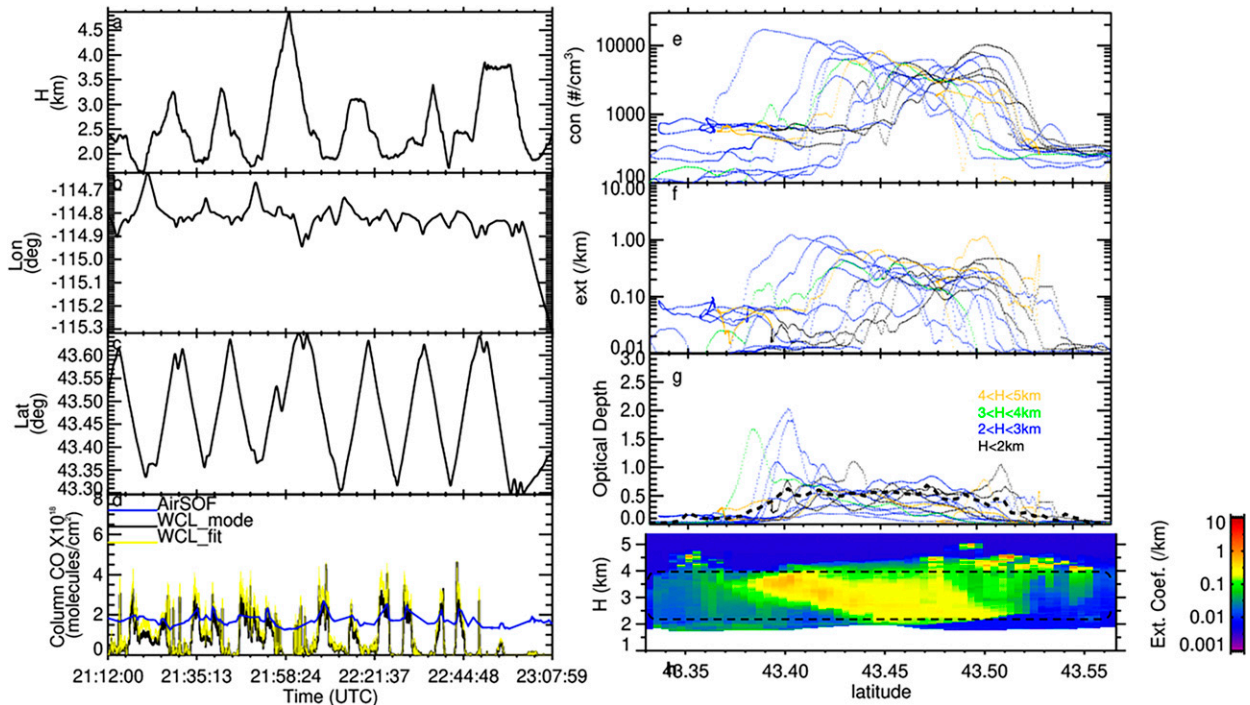 a
4.5
4.0
3.5
3.0
2.5
2.0
H
(km)
b
-114.7
-114.8
-114.9
-115.0
-115.1
-115.2
-115.3
Lon
(deg)
c
43.60
43.55
43.50
43.45
43.40
43.35
43.30
Lat
(deg)
d
AirSOF
WCL_mode
WCL_fit
6
4
2
0
Column CO X10¹⁸
(molecules/cm²)
21:12:00 21:35:13 21:58:24 22:21:37 22:44:48 23:07:59
Time (UTC)
e
10000
1000
100
con (#/cm³)
f
10.00
1.00
0.10
0.01
ext (/km)
g
3.0
2.5
2.0
1.5
1.0
0.5
0.0
Optical Depth
4<H<5km
3<H<4km
2<H<3km
H<2km
5
4
3
2
1
H (km)
h
43.35 43.40 43.45 43.50 43.55
latitude
10
1
0.1
0.01
0.001
Ext. Coef. (/km)